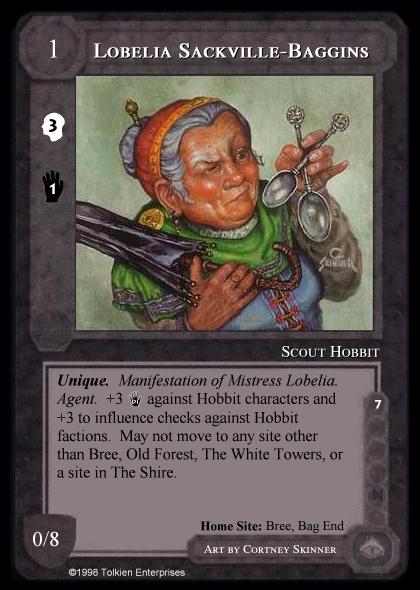 1
Lobelia Sackville-Baggins
3
1
Skinner
Scout Hobbit
Unique. Manifestation of Mistress Lobelia.
Agent. +3 against Hobbit characters and
+3 to influence checks against Hobbit
factions. May not move to any site other
than Bree, Old Forest, The White Towers, or
a site in The Shire.
7
Home Site: Bree, Bag End
0/8
Art by Cortney Skinner
©1998 Tolkien Enterprises